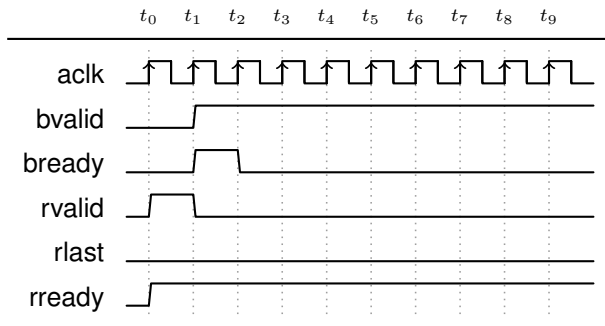 t0 t1 t2 t3 t4 t5 t6 t7 t8 t9
aclk
bvalid
bready
rvalid
rlast
rready